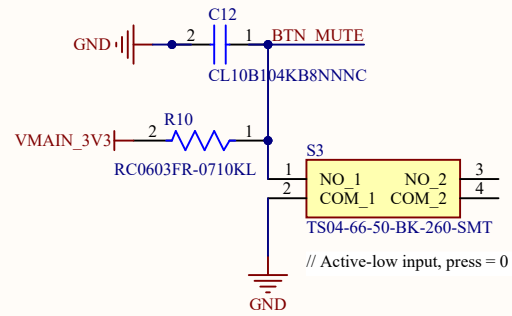 C12
GND 2 1 BTN_MUTE
CL10B104KB8NNNC
R10
VMAIN_3V3 2 1
RC0603FR-0710KL
S3
1 NO_1 NO_2 3
2 COM_1 COM_2 4
TS04-66-50-BK-260-SMT
// Active-low input, press = 0
GND